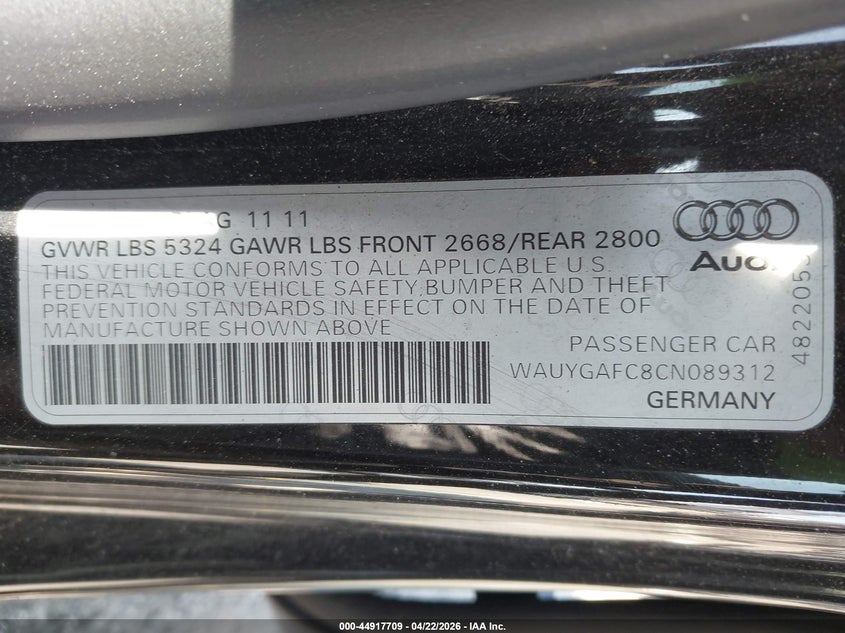 11 11
GVWR LBS 5324 GAWR LBS FRONT 2668/REAR 2800
THIS VEHICLE CONFORMS TO ALL APPLICABLE U.S.
FEDERAL MOTOR VEHICLE SAFETY, BUMPER AND THEFT
PREVENTION STANDARDS IN EFFECT ON THE DATE OF
MANUFACTURE SHOWN ABOVE
PASSENGER CAR
WAUYGAFC8CN089312
GERMANY
Audi
000-44917709 - 04/22/2026 - IAA Inc.